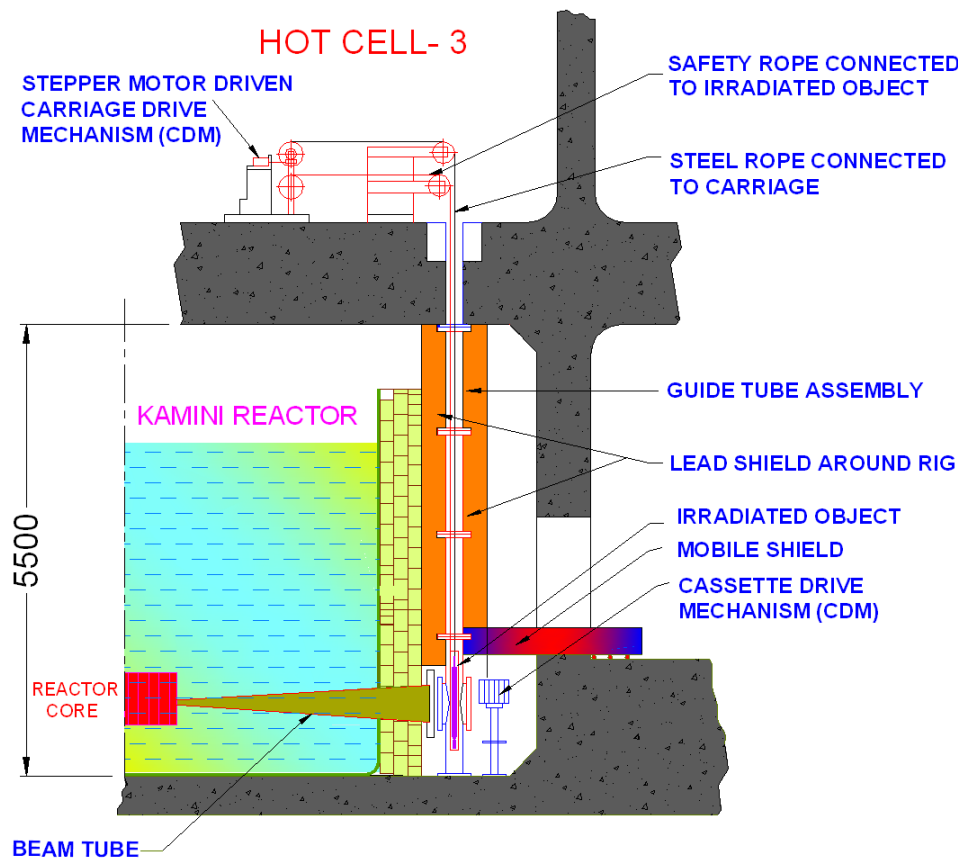 HOT CELL- 3
STEPPER MOTOR DRIVEN
CARRIAGE DRIVE
MECHANISM (CDM)
SAFETY ROPE CONNECTED
TO IRRADIATED OBJECT
STEEL ROPE CONNECTED
TO CARRIAGE
KAMINI REACTOR
GUIDE TUBE ASSEMBLY
LEAD SHIELD AROUND RIG
5500
IRRADIATED OBJECT
MOBILE SHIELD
CASSETTE DRIVE
MECHANISM (CDM)
REACTOR
CORE
BEAM TUBE